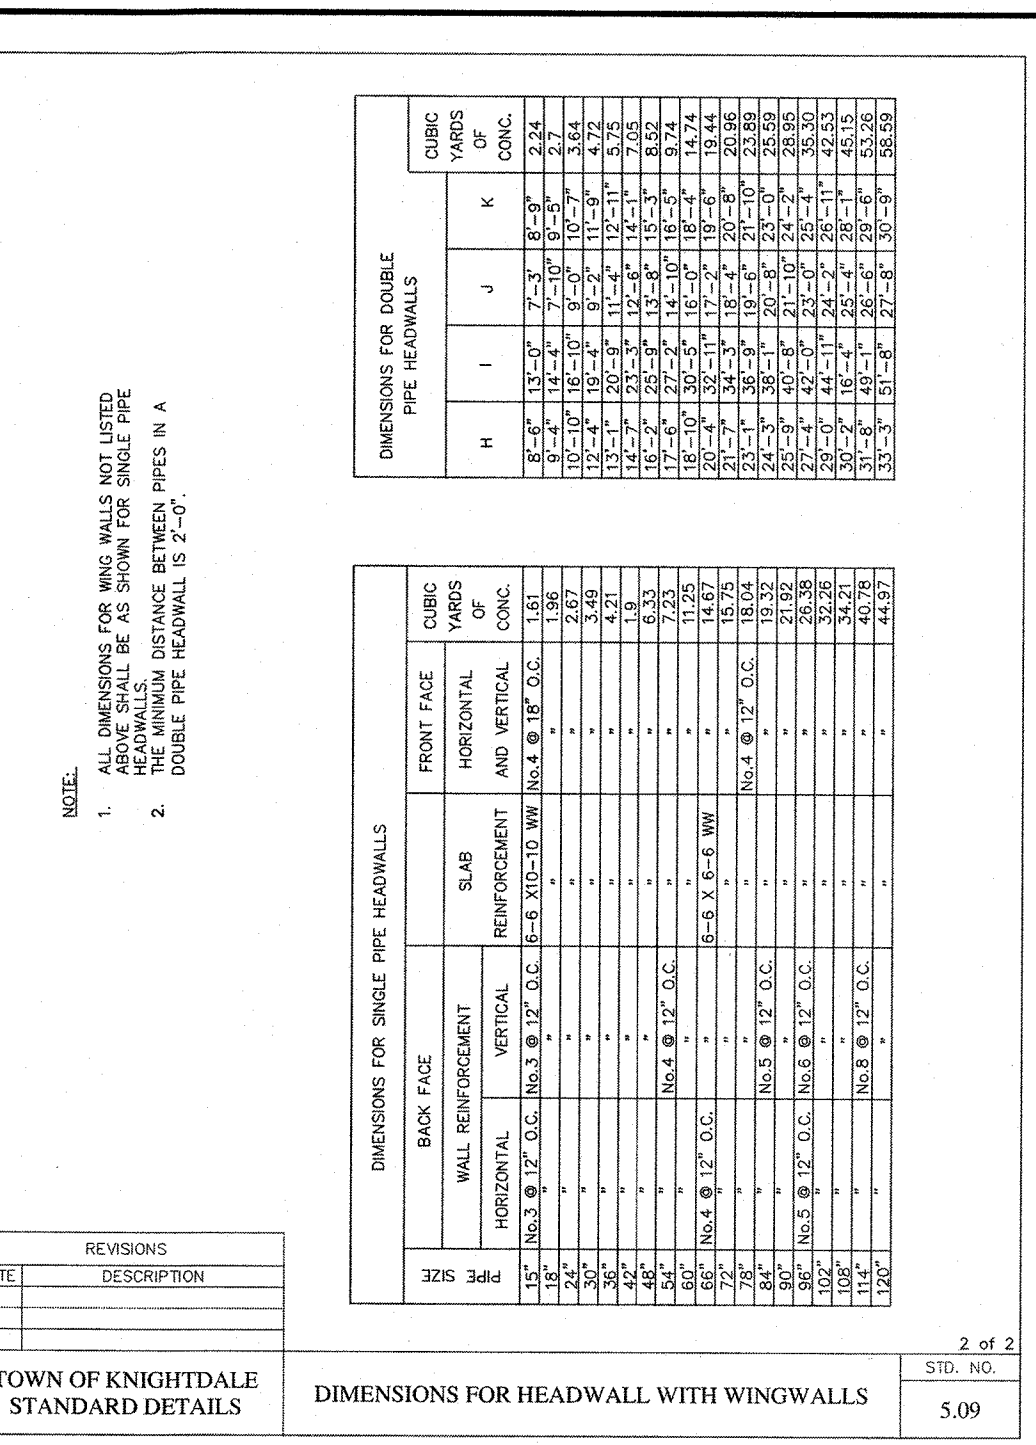 NOTE:
1. ALL DIMENSIONS FOR WING WALLS NOT LISTED
ABOVE SHALL BE AS SHOWN FOR SINGLE PIPE
HEADWALLS.
2. THE MINIMUM DISTANCE BETWEEN PIPES IN A
DOUBLE PIPE HEADWALL IS 2'-0".
DIMENSIONS FOR SINGLE PIPE HEADWALLS
PIPE SIZE
BACK FACE
WALL REINFORCEMENT
HORIZONTAL
VERTICAL
SLAB
REINFORCEMENT
FRONT FACE
HORIZONTAL
AND VERTICAL
CUBIC
YARDS
OF
CONC.
15" No.3 @ 12" O.C. No.3 @ 12" O.C. 6-6 X10-10 WW No.4 @ 18" O.C. 1.61
18" " " " " 1.96
24" " " " " 2.67
30" " " " " 3.49
36" " " " " 4.21
42" " " " " 1.9
48" " " " " 6.33
54" " No.4 @ 12" O.C. " " 7.23
60" " " " " 11.25
66" No.4 @ 12" O.C. " 6-6 X 6-6 WW " 14.67
72" " " " " 15.75
78" " " " No.4 @ 12" O.C. 18.04
84" " No.5 @ 12" O.C. " " 19.32
90" " " " " 21.92
96" No.5 @ 12" O.C. No.6 @ 12" O.C. " " 26.38
102" " " " " 32.26
108" " " " " 34.21
114" " No.8 @ 12" O.C. " " 40.78
120" " " " " 44.97
DIMENSIONS FOR DOUBLE
PIPE HEADWALLS
H
I
J
K
CUBIC
YARDS
OF
CONC.
8'-6" 13'-0" 7'-3' 8'-9" 2.24
9'-4" 14'-4" 7'-10" 9'-5" 2.7
10'-10" 16'-10" 9'-0" 10'-7" 3.64
12'-4" 19'-4" 9'-2" 11'-9" 4.72
13'-1" 20'-9" 11'-4" 12'-11" 5.75
14'-7" 23'-3" 12'-6" 14'-1" 7.05
16'-2" 25'-9" 13'-8" 15'-3" 8.52
17'-6" 27'-2" 14'-10" 16'-5" 9.74
18'-10" 30'-5" 16'-0" 18'-4" 14.74
20'-4" 32'-11" 17'-2" 19'-6" 19.44
21'-7" 34'-3" 18'-4" 20'-8" 20.96
23'-1" 36'-9" 19'-6" 21'-10" 23.89
24'-3" 38'-1" 20'-8" 23'-0" 25.59
25'-9" 40'-8" 21'-10" 24'-2" 28.95
27'-4" 42'-0" 23'-0" 25'-4" 35.30
29'-0" 44'-11" 24'-2" 26'-11" 42.53
30'-2" 16'-4" 25'-4" 28'-1" 45.15
31'-8" 49'-1" 26'-6" 29'-6" 53.26
33'-3" 51'-8" 27'-8" 30'-9" 58.59
REVISIONS
TE DESCRIPTION
TOWN OF KNIGHTDALE
STANDARD DETAILS
DIMENSIONS FOR HEADWALL WITH WINGWALLS
2 of 2
STD. NO.
5.09